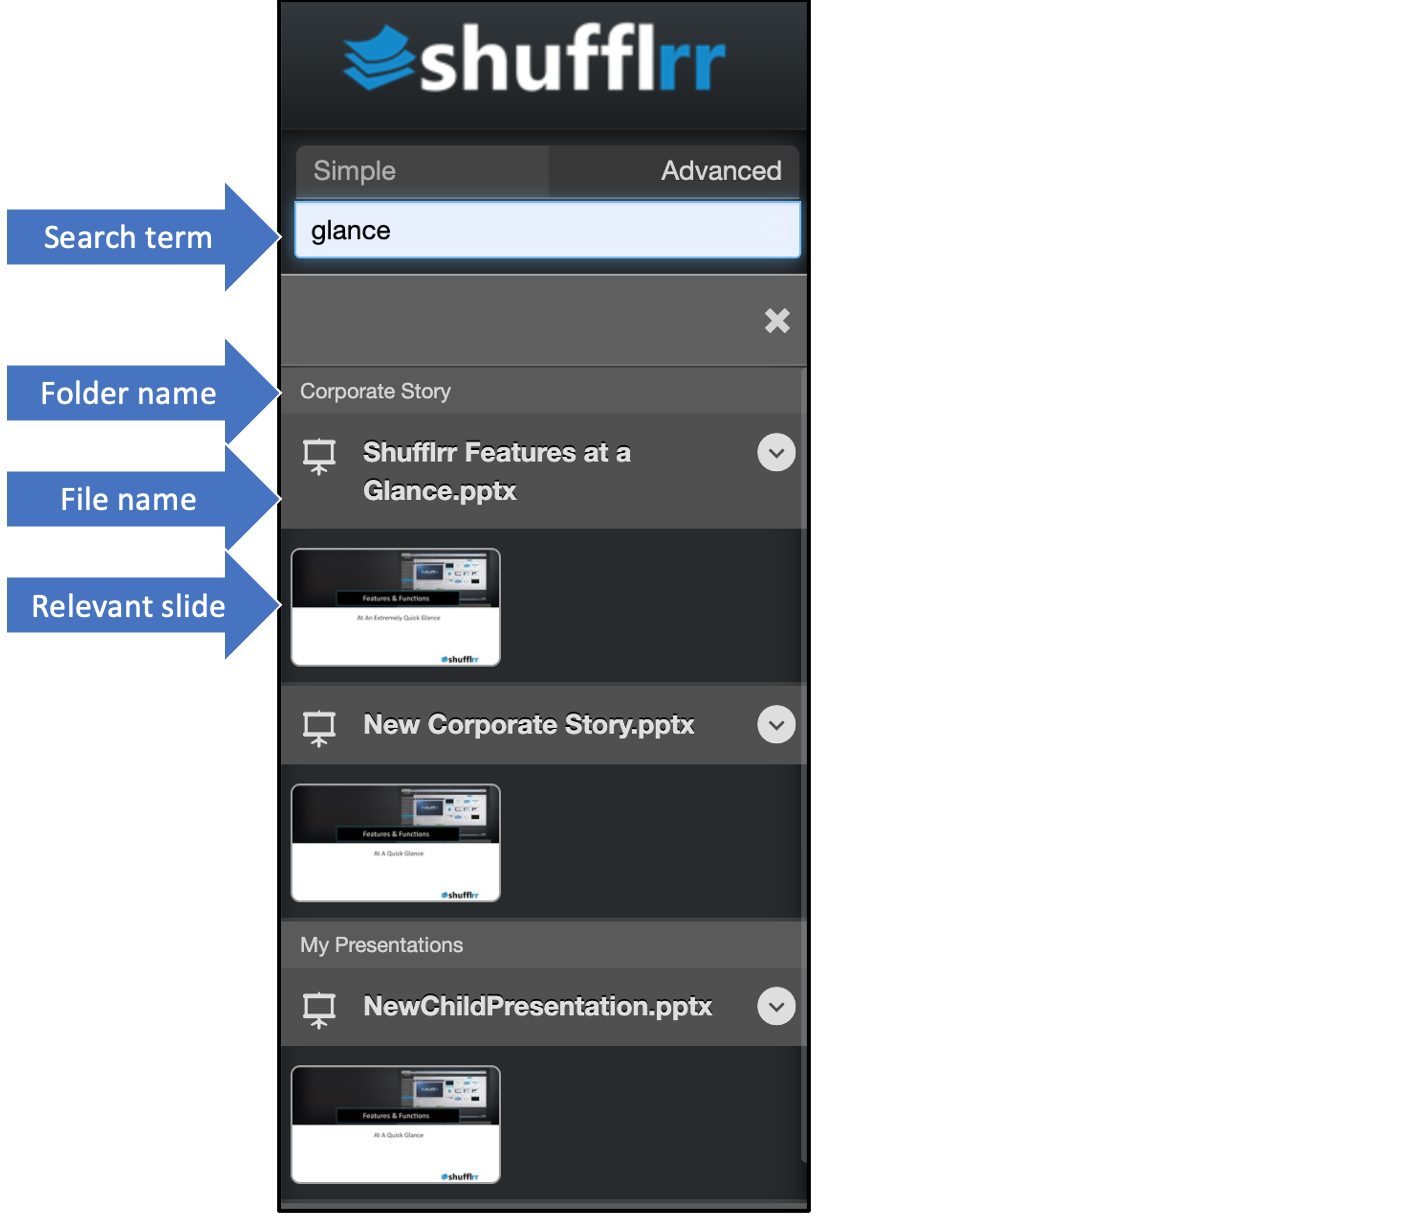 shufflrr
Simple Advanced
Search term
glance
Folder name
Corporate Story
File name
Shufflrr Features at a
Glance.pptx
Relevant slide
Features & Functions
At An Extremely Quick Glance
shufflrr
New Corporate Story.pptx
Features & Functions
At A Quick Glance
shufflrr
My Presentations
NewChildPresentation.pptx
Features & Functions
At A Quick Glance
shufflrr